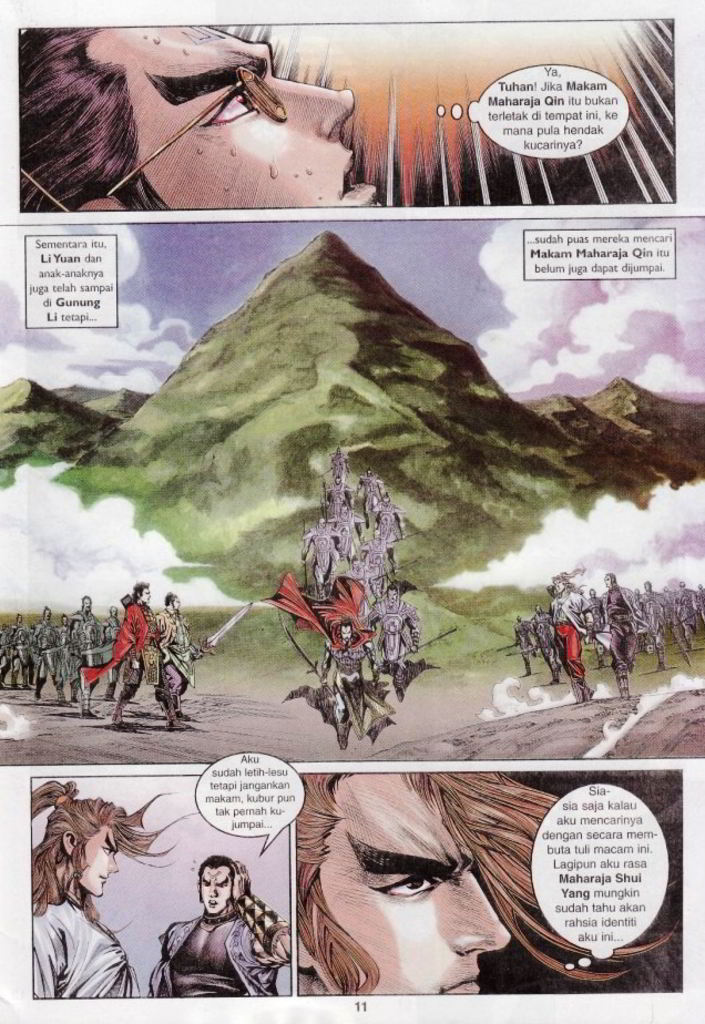 Ya,
Tuhan! Jika Makam
Maharaja Qin itu bukan
terletak di tempat ini, ke
mana pula hendak
kucarinya?
Sementara itu,
Li Yuan dan
anak-anaknya
juga telah sampai
di Gunung
Li tetapi...
...sudah puas mereka mencari
Makam Maharaja Qin itu
belum juga dapat dijumpai.
Aku
sudah letih-lesu
tetapi jangankan
makam, kubur pun
tak pernah ku-
jumpai...
Sia-
sia saja kalau
aku mencarinya
dengan secara mem-
buta tuli macam ini.
Lagipun aku rasa
Maharaja Shui
Yang mungkin
sudah tahu akan
rahsia identiti
aku ini...
11